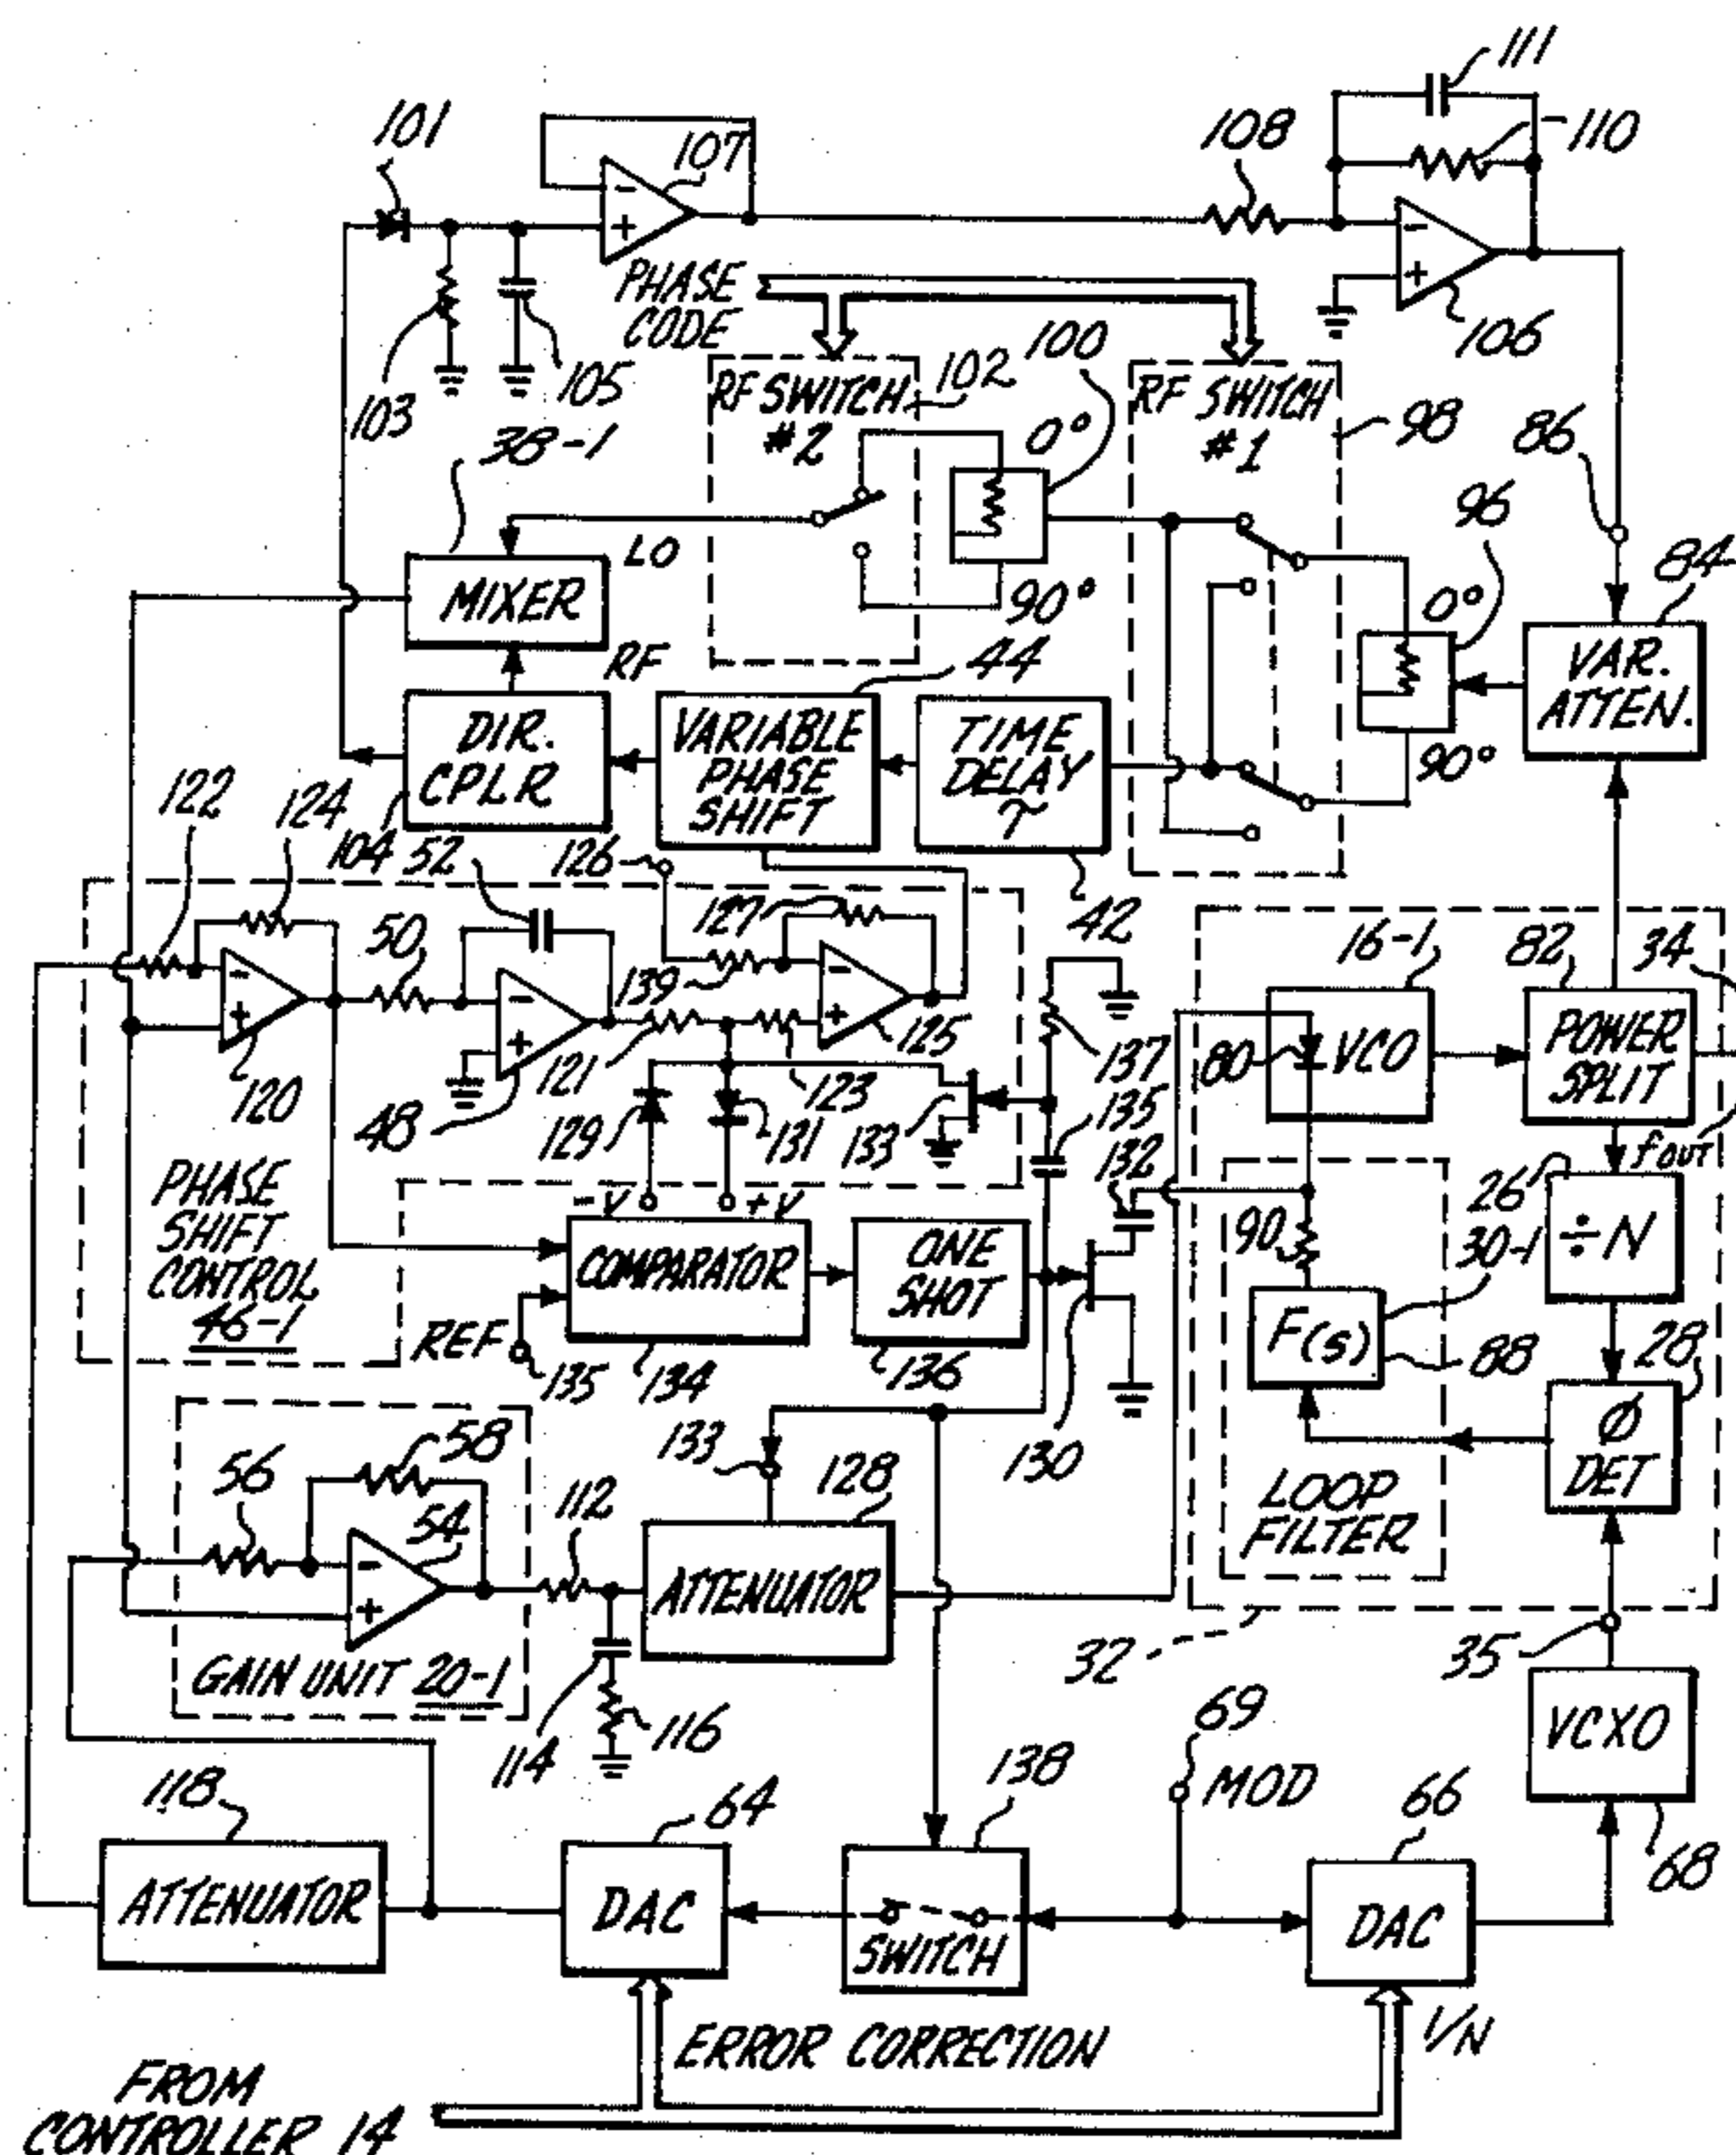 111
101
107
108
110
-
+
-
+
PHASE
CODE
103
105
100
106
RF SWITCH
#2
102
RF SWITCH
#1
98
86
38-1
0°
96
LO
84
MIXER
90°
0°
RF
44
VAR.
ATTEN.
DIR.
CPLR
VARIABLE
PHASE
SHIFT
TIME
DELAY
τ
90°
122
124
104
52
126
42
127
50
16-1
82
34
-
+
-
+
139
-
+
125
121
137
80
VCO
POWER
SPLIT
120
48
129
131
123
133
135
132
f OUT
PHASE
SHIFT
CONTROL
46-1
-V
+V
26
÷N
90
30-1
COMPARATOR
ONE
SHOT
F(s)
REF
135
134
136
88
28
φ
DET
58
133
128
130
56
54
112
LOOP
FILTER
-
+
ATTENUATOR
GAIN UNIT 20-1
32
35
114
116
69
VCXO
118
64
138
MOD
66
68
ATTENUATOR
DAC
SWITCH
DAC
ERROR CORRECTION
1/N
FROM
CONTROLLER 14